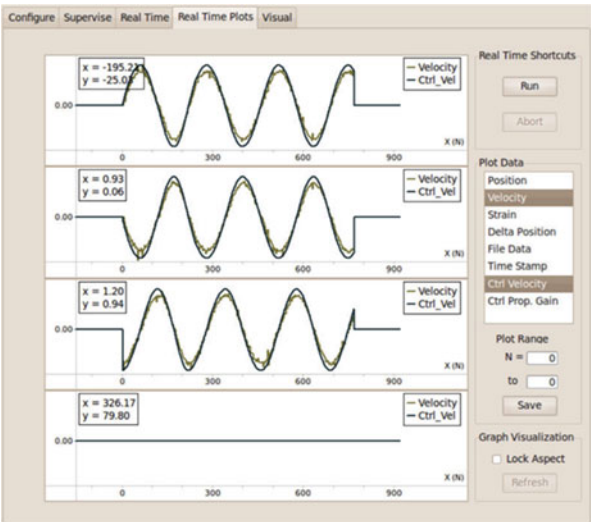 Configure Supervise Real Time Real Time Plots Visual
x = -195.21
y = -25.03
Velocity
Ctrl_Vel
0.00
X (N)
0 300 600 900
x = 0.93
y = 0.06
Velocity
Ctrl_Vel
0.00
X (N)
0 300 600 900
x = 1.20
y = 0.94
Velocity
Ctrl_Vel
0.00
X (N)
0 300 600 900
x = 326.17
y = 79.80
Velocity
Ctrl_Vel
0.00
X (N)
0 300 600 900
Real Time Shortcuts
Run
Abort
Plot Data
Position
Velocity
Strain
Delta Position
File Data
Time Stamp
Ctrl Velocity
Ctrl Prop. Gain
Plot Range
N = 0
to 0
Save
Graph Visualization
Lock Aspect
Refresh